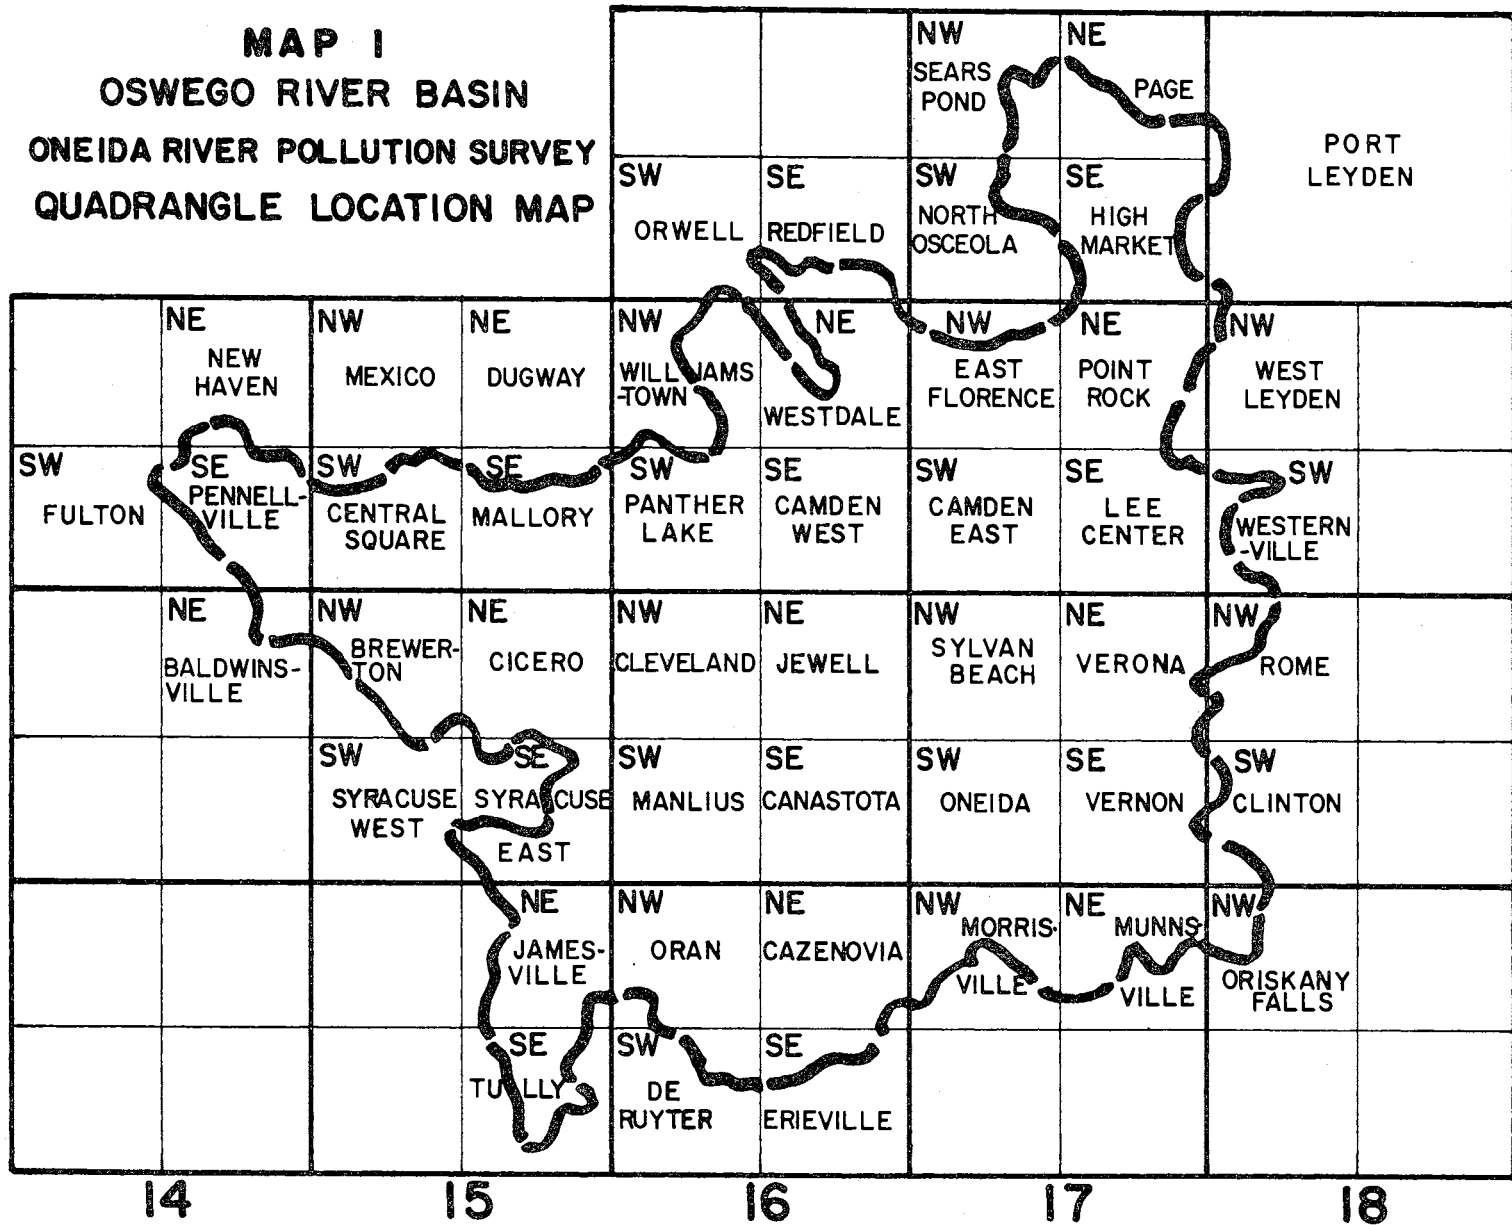 MAP 1
OSWEGO RIVER BASIN
ONEIDA RIVER POLLUTION SURVEY
QUADRANGLE LOCATION MAP
NW
SEARS
POND
NE
PAGE
PORT
LEYDEN
SW
ORWELL
SE
REDFIELD
SW
NORTH
OSCEOLA
SE
HIGH
MARKET
NE
NEW
HAVEN
NW
MEXICO
NE
DUGWAY
NW
WILLIAMS
-TOWN
NE
WESTDALE
NW
EAST
FLORENCE
NE
POINT
ROCK
NW
WEST
LEYDEN
SW
FULTON
SE
PENNELL-
VILLE
SW
CENTRAL
SQUARE
SE
MALLORY
SW
PANTHER
LAKE
SE
CAMDEN
WEST
SW
CAMDEN
EAST
SE
LEE
CENTER
SW
WESTERN
-VILLE
NE
BALDWINS-
VILLE
NW
BREWER-
TON
NE
CICERO
NW
CLEVELAND
NE
JEWELL
NW
SYLVAN
BEACH
NE
VERONA
NW
ROME
SW
SYRACUSE
WEST
SE
SYRACUSE
EAST
SW
MANLIUS
SE
CANASTOTA
SW
ONEIDA
SE
VERNON
SW
CLINTON
NE
JAMES-
VILLE
NW
ORAN
NE
CAZENOVIA
NW
MORRIS-
VILLE
NE
MUNNS-
VILLE
NW
ORISKANY
FALLS
SE
TULLY
SW
DE
RUYTER
SE
ERIEVILLE
14 15 16 17 18